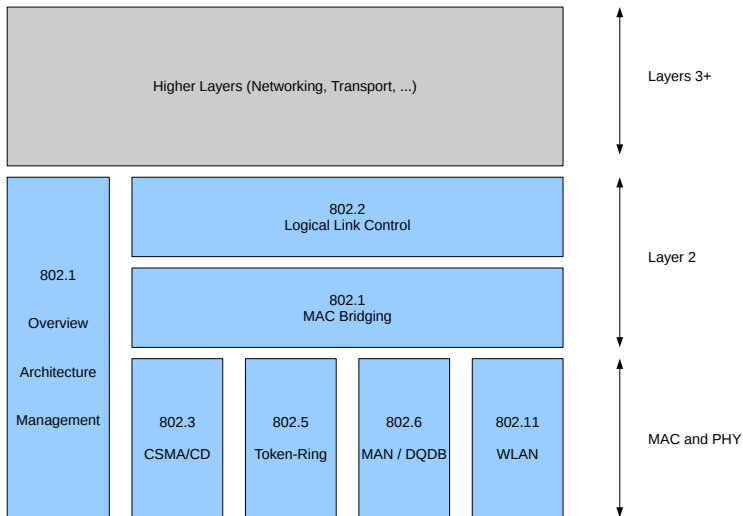 Higher Layers (Networking, Transport, ...)
Layers 3+
802.2
Logical Link Control
Layer 2
802.1
MAC Bridging
802.1
Overview
Architecture
Management
802.3
CSMA/CD
802.5
Token-Ring
802.6
MAN / DQDB
802.11
WLAN
MAC and PHY